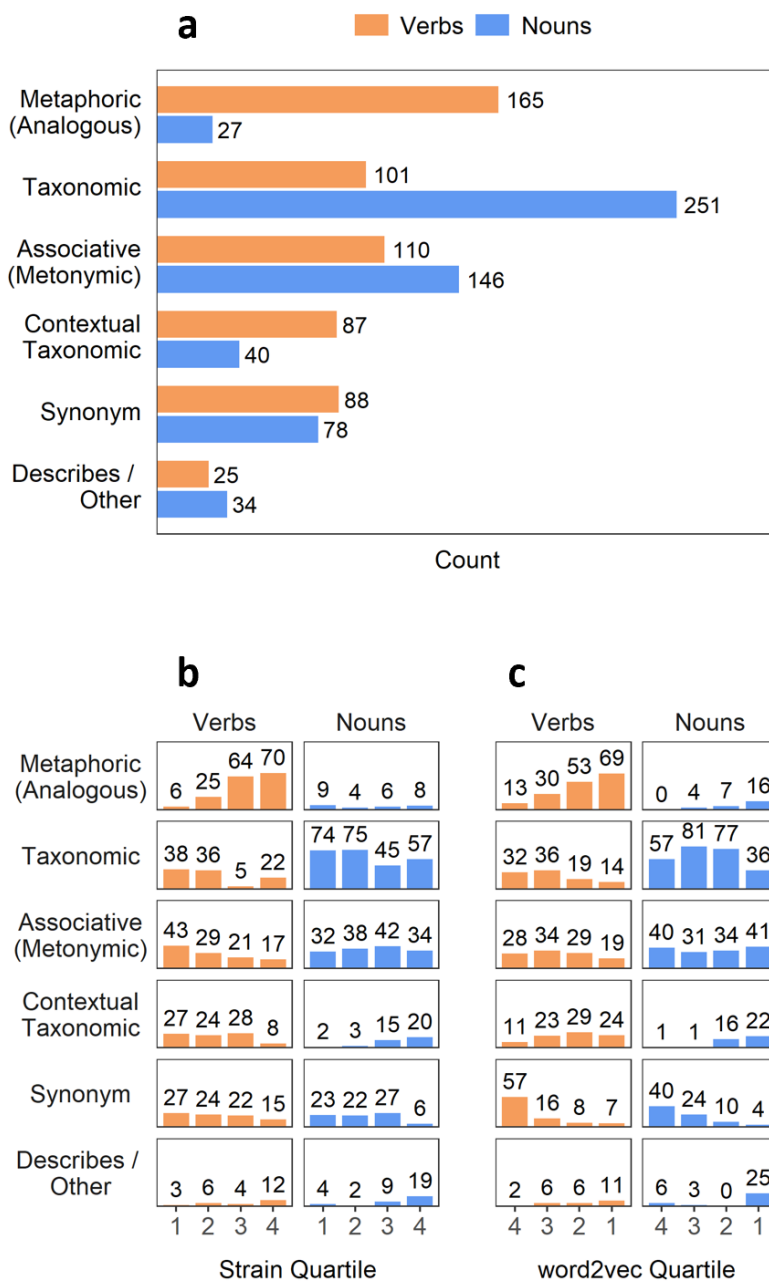 a
Verbs Nouns
Metaphoric
(Analogous)
165
27
Taxonomic
101
251
Associative
(Metonymic)
110
146
Contextual
Taxonomic
87
40
Synonym
88
78
Describes /
Other
25
34
Count
b c
Verbs Nouns Verbs Nouns
Metaphoric
(Analogous)
6 25 64 70 9 4 6 8 13 30 53 69 0 4 7 16
Taxonomic
38 36 5 22 74 75 45 57 32 36 19 14 57 81 77 36
Associative
(Metonymic)
43 29 21 17 32 38 42 34 28 34 29 19 40 31 34 41
Contextual
Taxonomic
27 24 28 8 2 3 15 20 11 23 29 24 1 1 16 22
Synonym
27 24 22 15 23 22 27 6 57 16 8 7 40 24 10 4
Describes /
Other
3 6 4 12 4 2 9 19 2 6 6 11 6 3 0 25
1 2 3 4 1 2 3 4 4 3 2 1 4 3 2 1
Strain Quartile word2vec Quartile